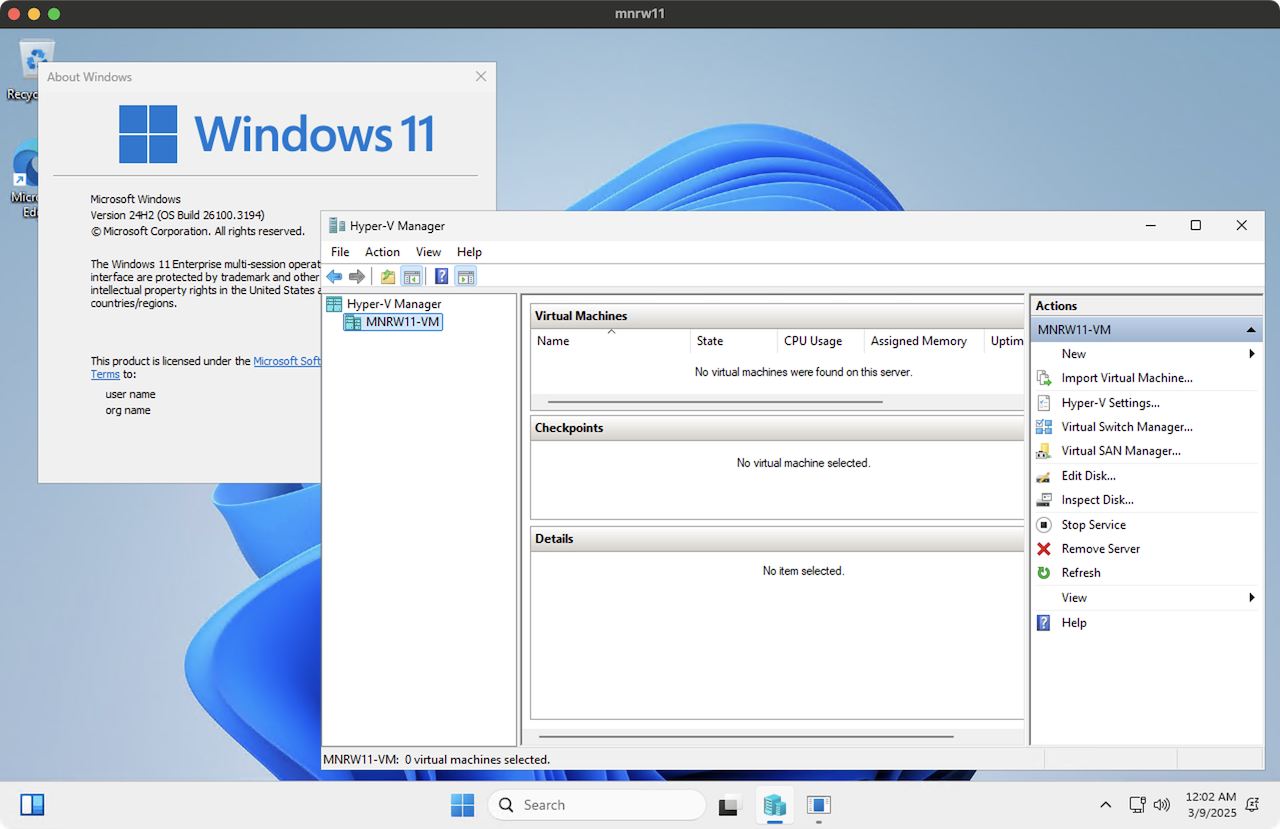 mnrw11
Recyc
Micro
Ed
About Windows
Windows 11
Microsoft Windows
Version 24H2 (OS Build 26100.3194)
© Microsoft Corporation. All rights reserved.
The Windows 11 Enterprise multi-session operat
interface are protected by trademark and other
intellectual property rights in the United States a
countries/regions.
This product is licensed under the Microsoft Soft
Terms to:
user name
org name
Hyper-V Manager
File Action View Help
Hyper-V Manager
MNRW11-VM
Virtual Machines
Name State CPU Usage Assigned Memory Uptim
No virtual machines were found on this server.
Checkpoints
No virtual machine selected.
Details
No item selected.
Actions
MNRW11-VM
New
Import Virtual Machine...
Hyper-V Settings...
Virtual Switch Manager...
Virtual SAN Manager...
Edit Disk...
Inspect Disk...
Stop Service
Remove Server
Refresh
View
Help
MNRW11-VM: 0 virtual machines selected.
Search
12:02 AM
3/9/2025